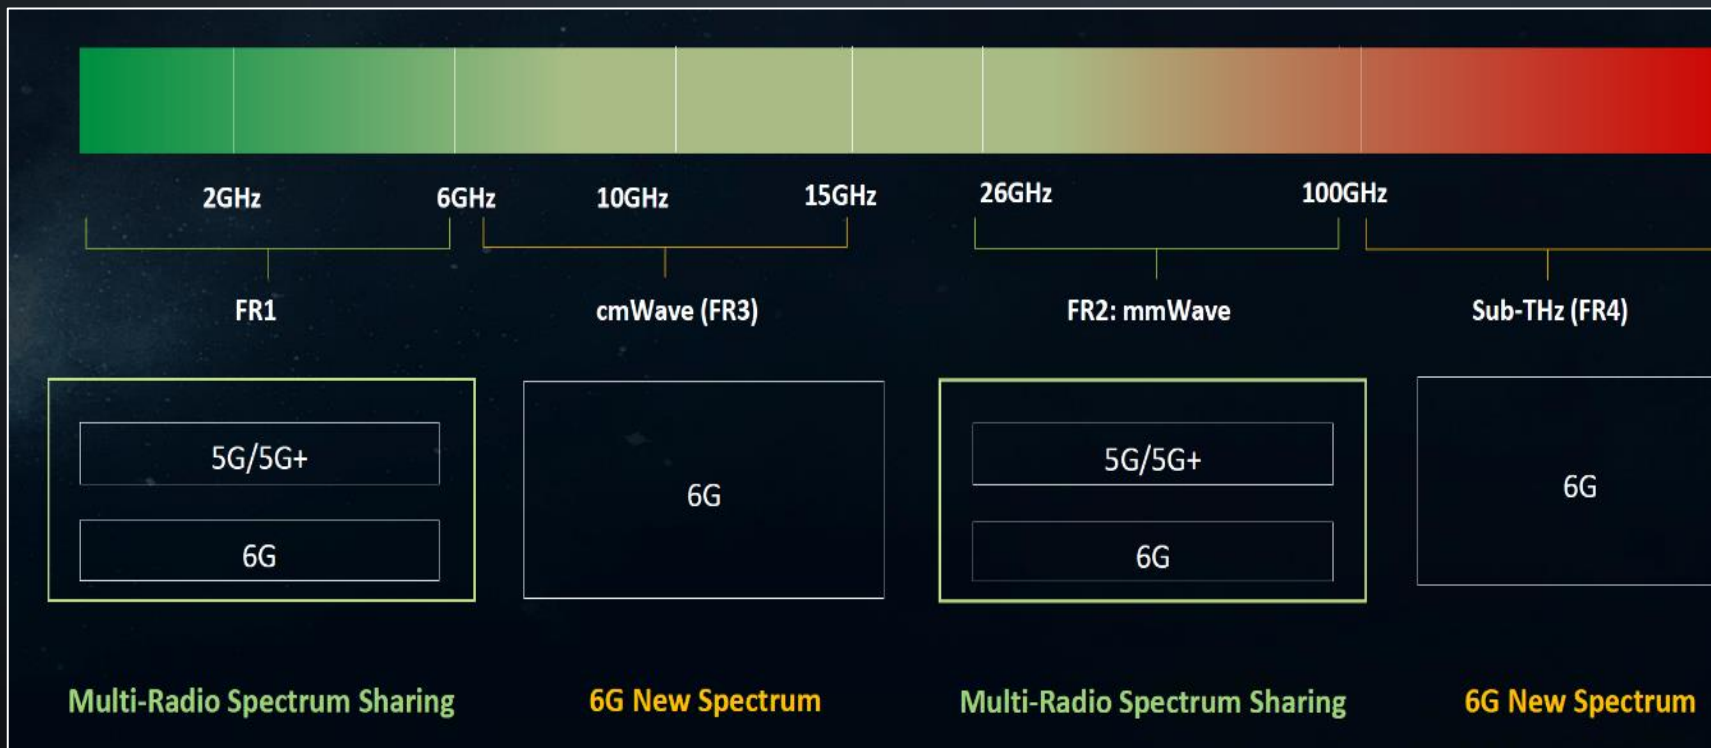 2GHz 6GHz 10GHz 15GHz 26GHz 100GHz
FR1 cmWave (FR3) FR2: mmWave Sub-THz (FR4)
5G/5G+ 5G/5G+
6G 6G
6G 6G
Multi-Radio Spectrum Sharing 6G New Spectrum Multi-Radio Spectrum Sharing 6G New Spectrum